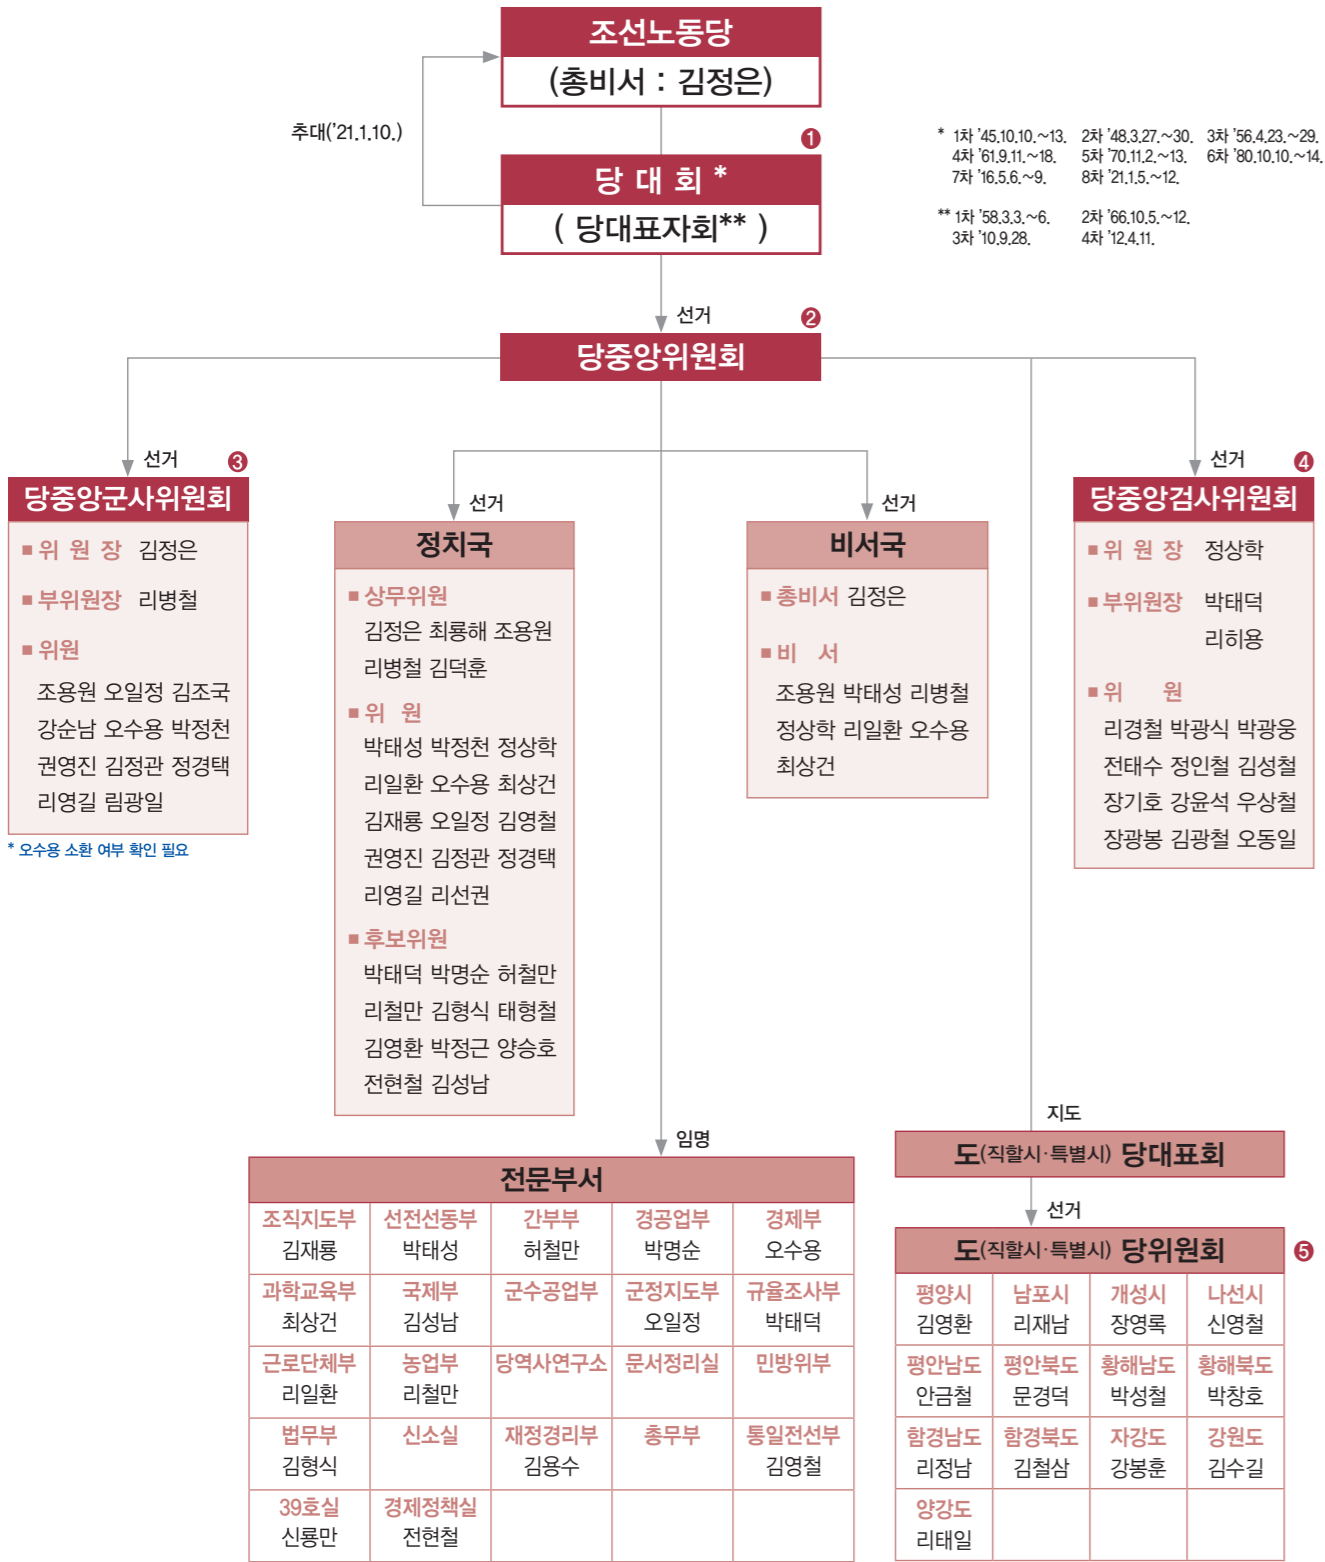 조선노동당
(총비서 : 김정은)
추대('21.1.10.)
❶
당 대 회 *
( 당대표자회** )
* 1차 '45.10.10.~13. 2차 '48.3.27.~30. 3차 '56.4.23.~29.
4차 '61.9.11.~18. 5차 '70.11.2.~13. 6차 '80.10.10.~14.
7차 '16.5.6.~9. 8차 '21.1.5.~12.
** 1차 '58.3.3.~6. 2차 '66.10.5.~12.
3차 '10.9.28. 4차 '12.4.11.
선거
❷
당중앙위원회
선거
❸
당중앙군사위원회
■ 위 원 장 김정은
■ 부위원장 리병철
■ 위원
조용원 오일정 김조국
강순남 오수용 박정천
권영진 김정관 정경택
리영길 림광일
* 오수용 소환 여부 확인 필요
선거
정치국
■ 상무위원
김정은 최룡해 조용원
리병철 김덕훈
■ 위 원
박태성 박정천 정상학
리일환 오수용 최상건
김재룡 오일정 김영철
권영진 김정관 정경택
리영길 리선권
■ 후보위원
박태덕 박명순 허철만
리철만 김형식 태형철
김영환 박정근 양승호
전현철 김성남
선거
비서국
■ 총비서 김정은
■ 비 서
조용원 박태성 리병철
정상학 리일환 오수용
최상건
선거
❹
당중앙검사위원회
■ 위 원 장 정상학
■ 부위원장 박태덕
리히용
■ 위 원
리경철 박광식 박광웅
전태수 정인철 김성철
장기호 강윤석 우상철
장광봉 김광철 오동일
임명
전문부서
조직지도부 선전선동부 간부부 경공업부 경제부
김재룡 박태성 허철만 박명순 오수용
과학교육부 국제부 군수공업부 군정지도부 규율조사부
최상건 김성남 오일정 박태덕
근로단체부 농업부 당역사연구소 문서정리실 민방위부
리일환 리철만
법무부 신소실 재정경리부 총무부 통일전선부
김형식 김용수 김영철
39호실 경제정책실
신룡만 전현철
지도
도(직할시·특별시) 당대표회
선거
도(직할시·특별시) 당위원회
❺
평양시 남포시 개성시 나선시
김영환 리재남 장영록 신영철
평안남도 평안북도 황해남도 황해북도
안금철 문경덕 박성철 박창호
함경남도 함경북도 자강도 강원도
리정남 김철삼 강봉훈 김수길
양강도
리태일